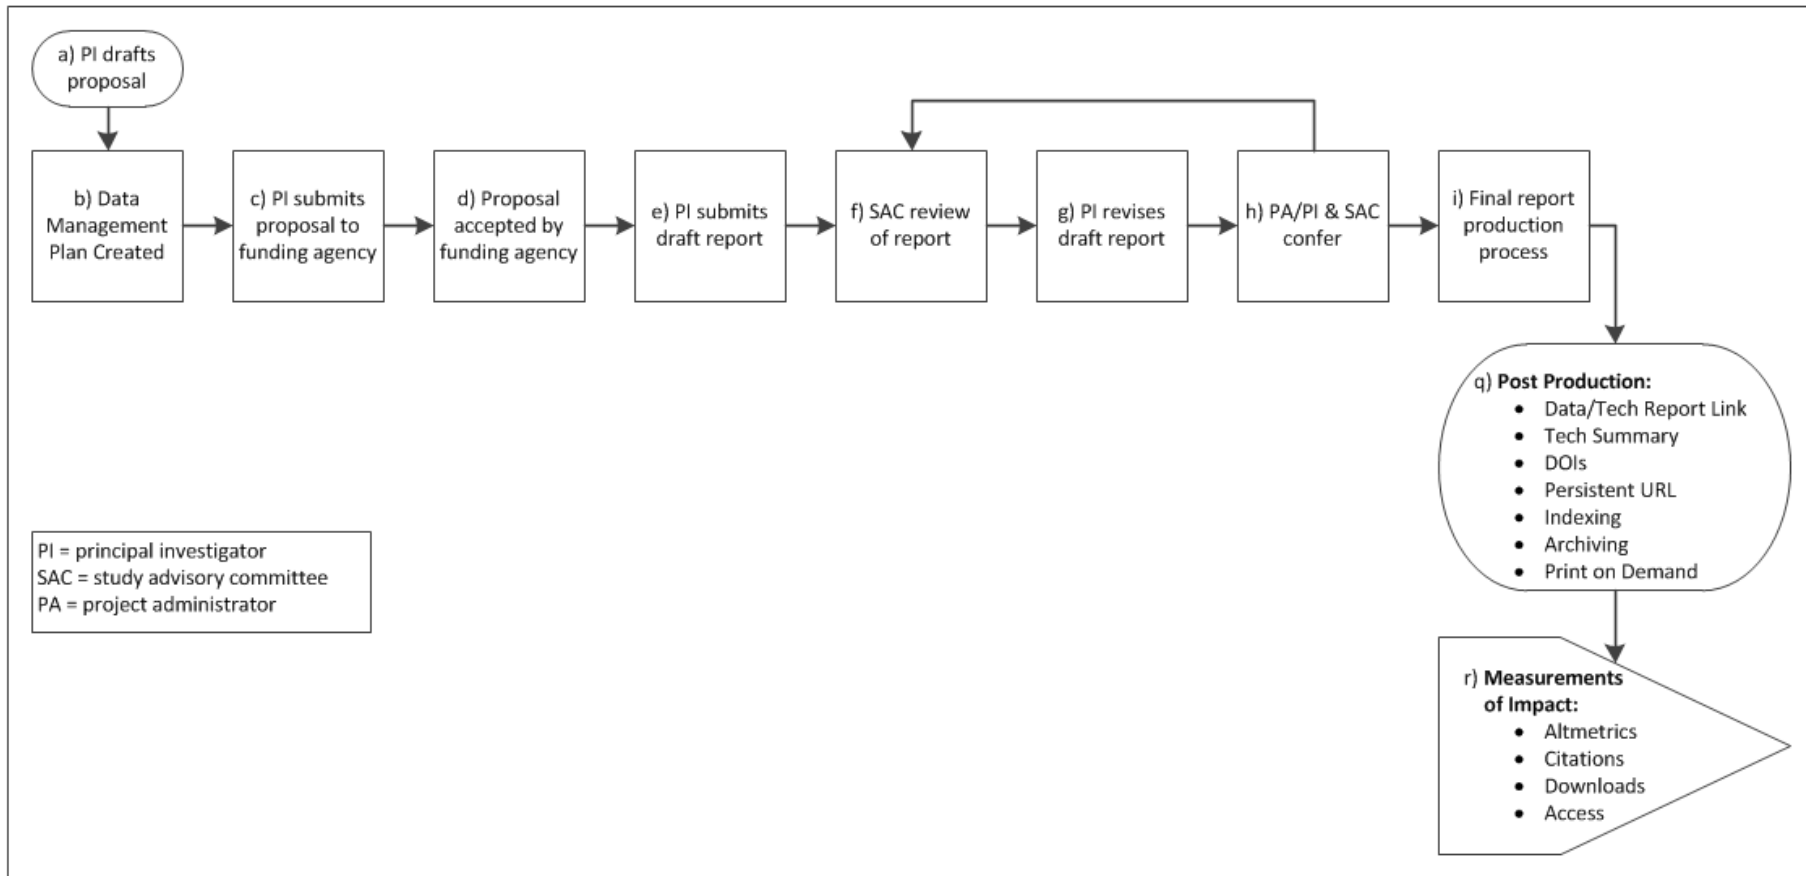 a) PI drafts
proposal
b) Data
Management
Plan Created
c) PI submits
proposal to
funding agency
d) Proposal
accepted by
funding agency
e) PI submits
draft report
f) SAC review
of report
g) PI revises
draft report
h) PA/PI & SAC
confer
i) Final report
production
process
q) Post Production:
• Data/Tech Report Link
• Tech Summary
• DOIs
• Persistent URL
• Indexing
• Archiving
• Print on Demand
PI = principal investigator
SAC = study advisory committee
PA = project administrator
r) Measurements
of Impact:
• Altmetrics
• Citations
• Downloads
• Access